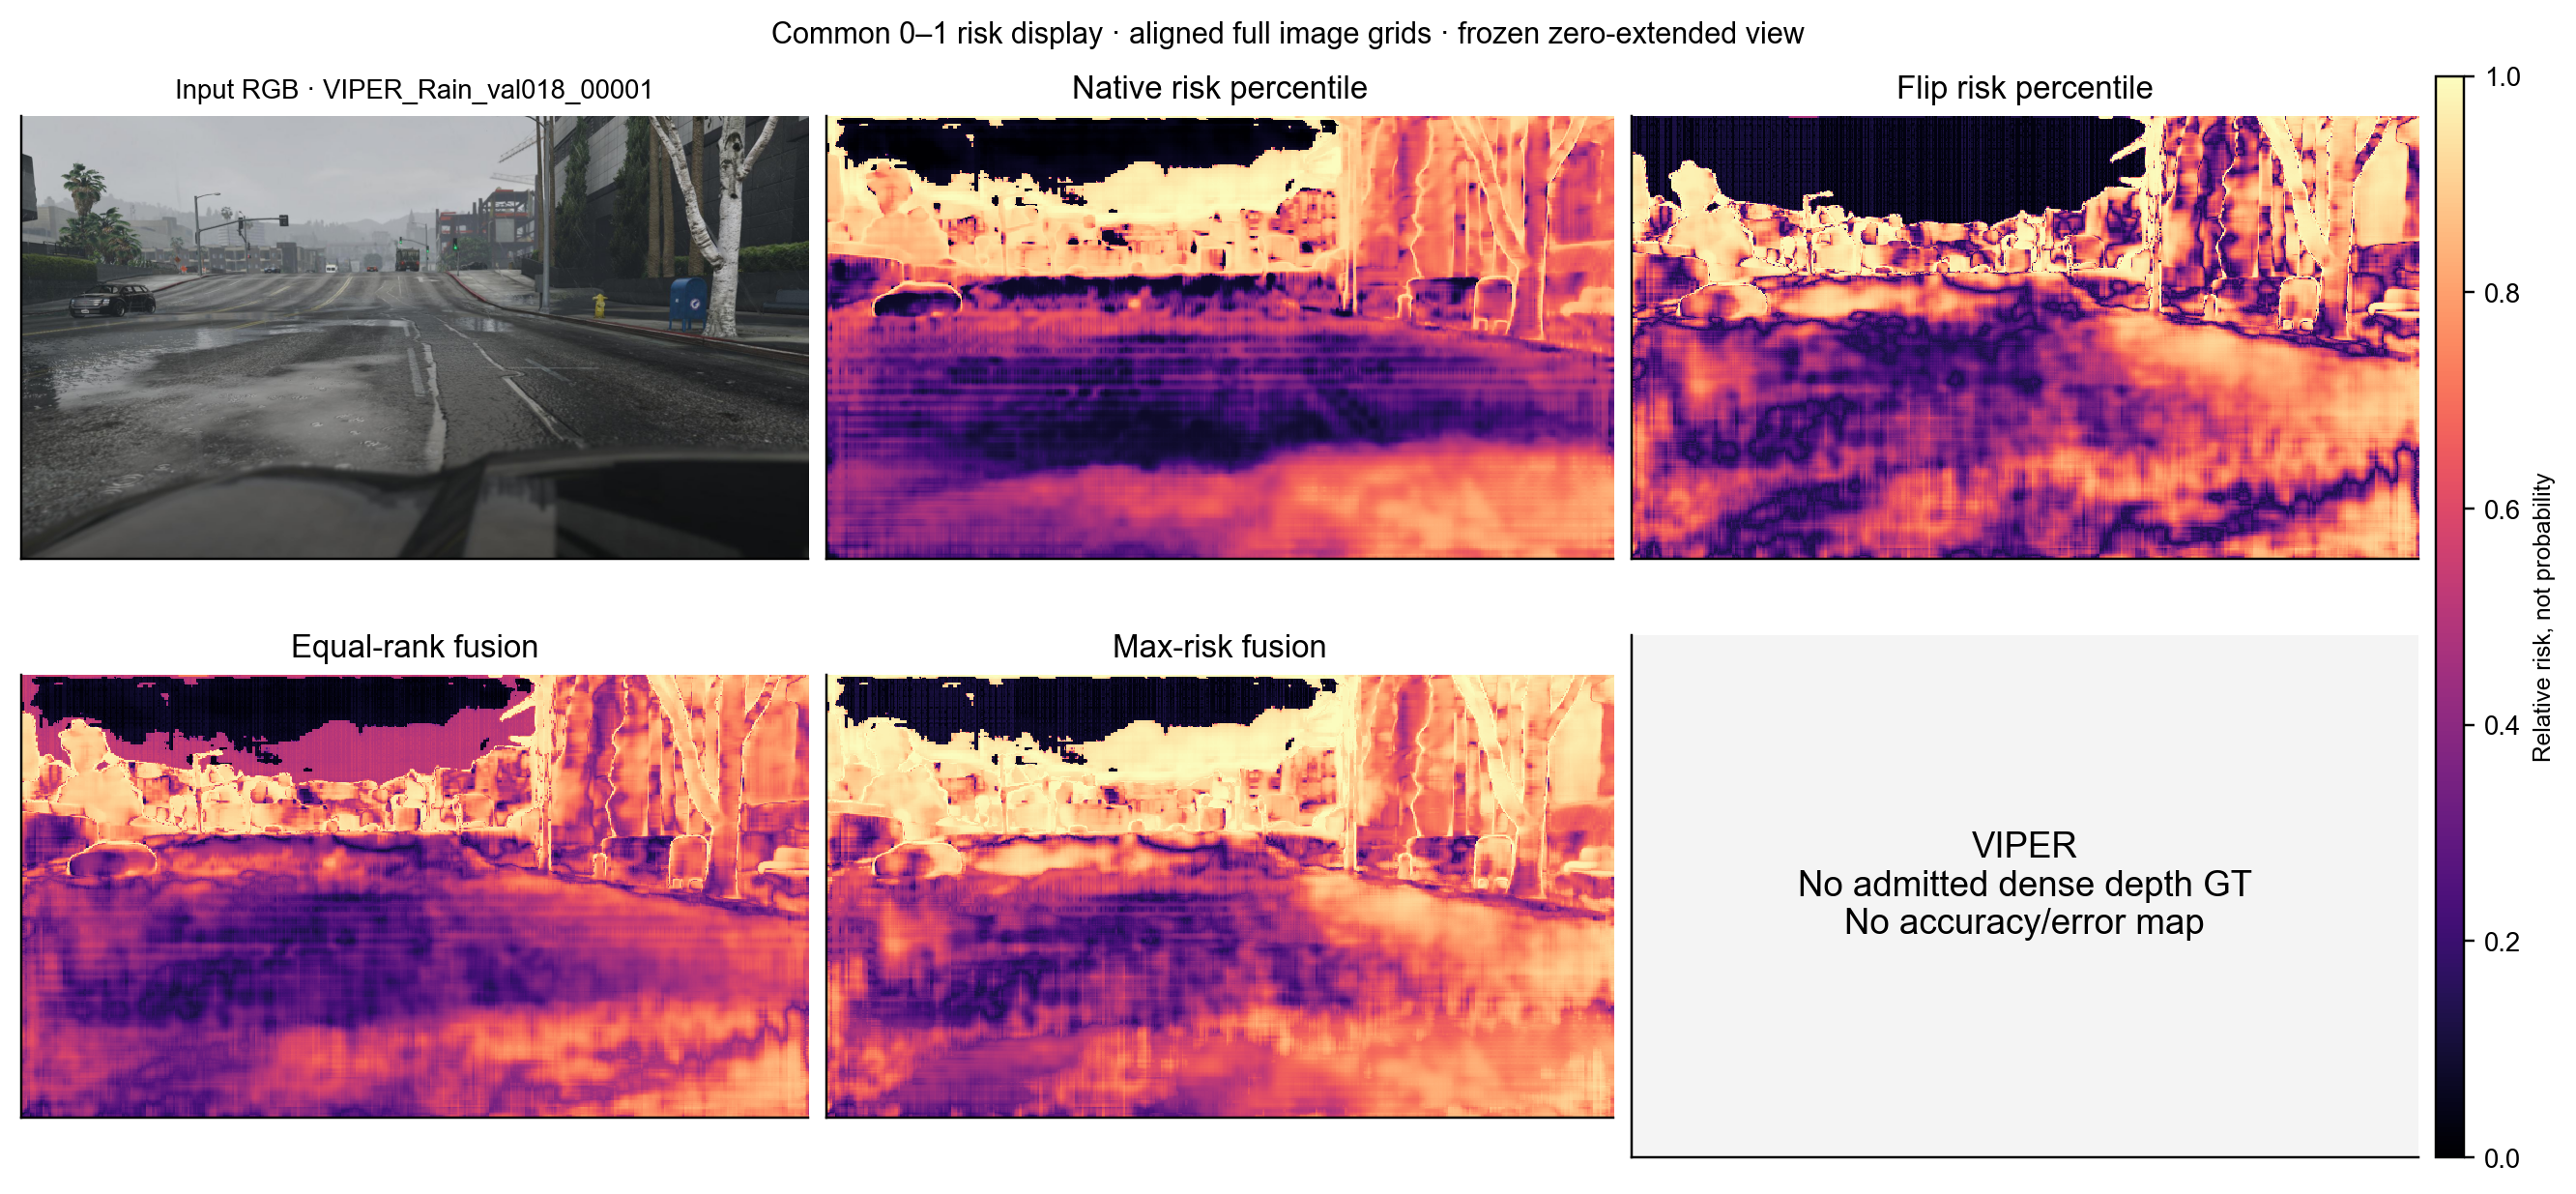 Common 0–1 risk display · aligned full image grids · frozen zero-extended view
Input RGB · VIPER_Rain_val018_00001
Native risk percentile
Flip risk percentile
Equal-rank fusion
Max-risk fusion
VIPER
No admitted dense depth GT
No accuracy/error map
1.0
0.8
0.6
0.4
0.2
0.0
Relative risk, not probability